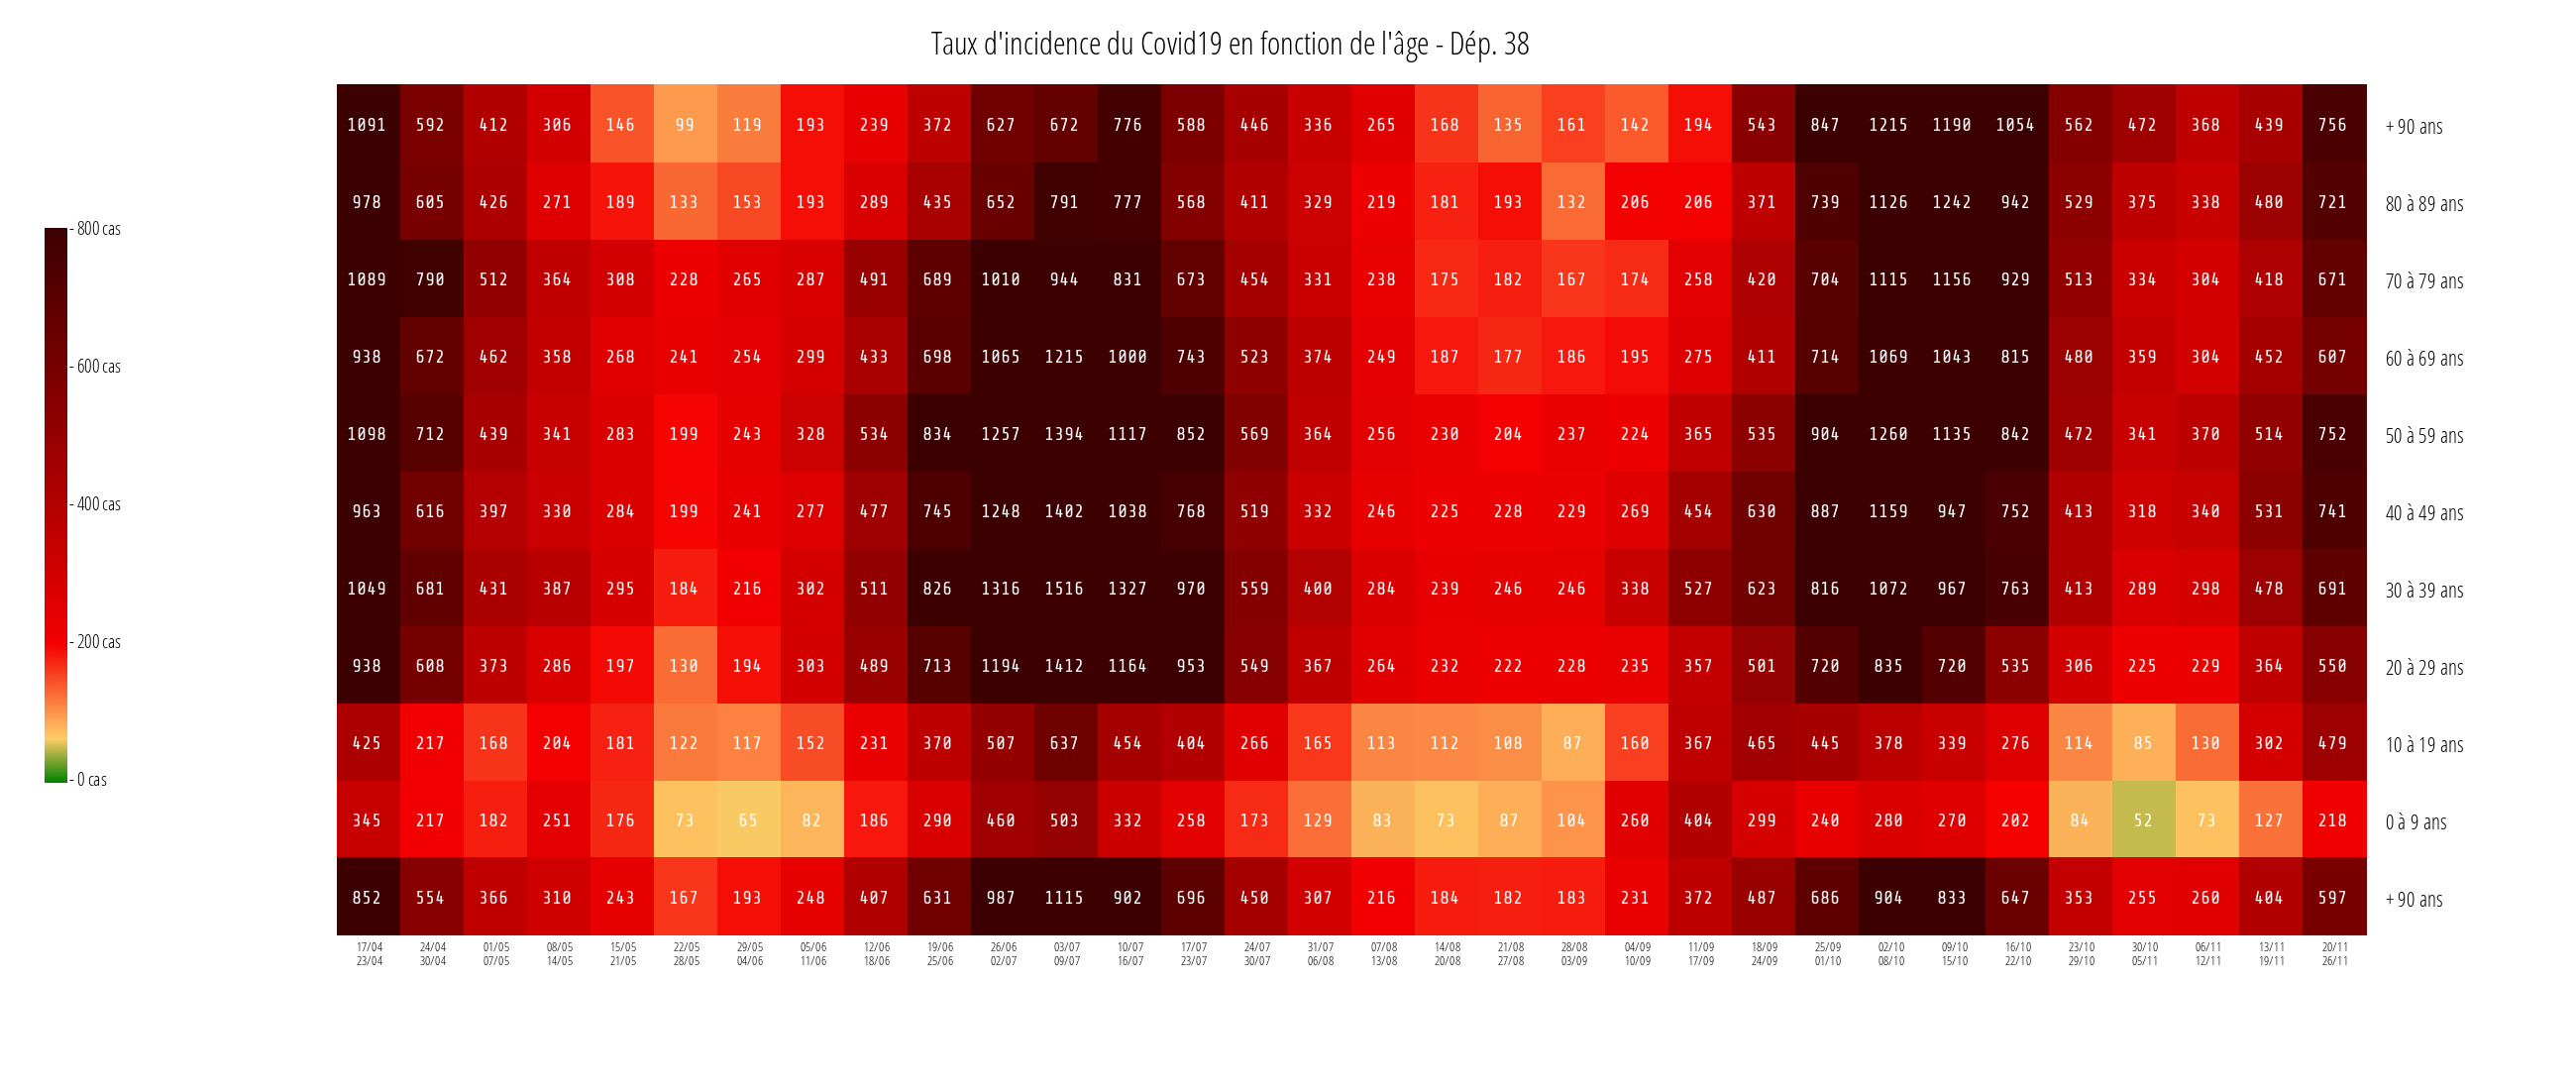 Taux d'incidence du Covid19 en fonction de l'âge - Dép. 38
1091 592 412 306 146 99 119 193 239 372 627 672 776 588 446 336 265 168 135 161 142 194 543 847 1215 1190 1054 562 472 368 439 756 + 90 ans
978 605 426 271 189 133 153 193 289 435 652 791 777 568 411 329 219 181 193 132 206 206 371 739 1126 1242 942 529 375 338 480 721 80 à 89 ans
- 800 cas
1089 790 512 364 308 228 265 287 491 689 1010 944 831 673 454 331 238 175 182 167 174 258 420 704 1115 1156 929 513 334 304 418 671 70 à 79 ans
938 672 462 358 268 241 254 299 433 698 1065 1215 1000 743 523 374 249 187 177 186 195 275 411 714 1069 1043 815 480 359 304 452 607 60 à 69 ans
- 600 cas
1098 712 439 341 283 199 243 328 534 834 1257 1394 1117 852 569 364 256 230 204 237 224 365 535 904 1260 1135 842 472 341 370 514 752 50 à 59 ans
- 400 cas
963 616 397 330 284 199 241 277 477 745 1248 1402 1038 768 519 332 246 225 228 229 269 454 630 887 1159 947 752 413 318 340 531 741 40 à 49 ans
1049 681 431 387 295 184 216 302 511 826 1316 1516 1327 970 559 400 284 239 246 246 338 527 623 816 1072 967 763 413 289 298 478 691 30 à 39 ans
- 200 cas
938 608 373 286 197 130 194 303 489 713 1194 1412 1164 953 549 367 264 232 222 228 235 357 501 720 835 720 535 306 225 229 364 550 20 à 29 ans
425 217 168 204 181 122 117 152 231 370 507 637 454 404 266 165 113 112 108 87 160 367 465 445 378 339 276 114 85 130 302 479 10 à 19 ans
- 0 cas
345 217 182 251 176 73 65 82 186 290 460 503 332 258 173 129 83 73 87 104 260 404 299 240 280 270 202 84 52 73 127 218 0 à 9 ans
852 554 366 310 243 167 193 248 407 631 987 1115 902 696 450 307 216 184 182 183 231 372 487 686 904 833 647 353 255 260 404 597 + 90 ans
17/04 24/04 01/05 08/05 15/05 22/05 29/05 05/06 12/06 19/06 26/06 03/07 10/07 17/07 24/07 31/07 07/08 14/08 21/08 28/08 04/09 11/09 18/09 25/09 02/10 09/10 16/10 23/10 30/10 06/11 13/11 20/11
23/04 30/04 07/05 14/05 21/05 28/05 04/06 11/06 18/06 25/06 02/07 09/07 16/07 23/07 30/07 06/08 13/08 20/08 27/08 03/09 10/09 17/09 24/09 01/10 08/10 15/10 22/10 29/10 05/11 12/11 19/11 26/11